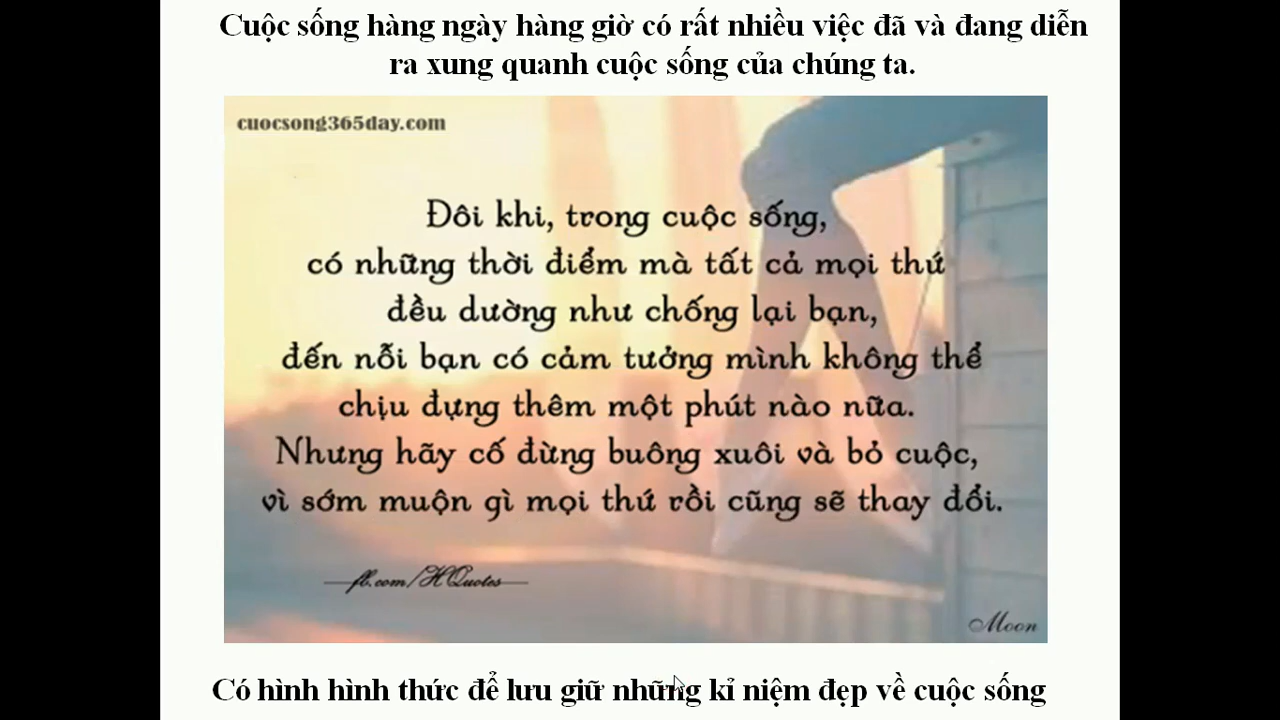 Cuộc sống hàng ngày hàng giờ có rất nhiều việc đã và đang diễn
ra xung quanh cuộc sống của chúng ta.
cuocsong365day.com
Đôi khi, trong cuộc sống,
có những thời điểm mà tất cả mọi thứ
đều dường như chống lại bạn,
đến nỗi bạn có cảm tưởng mình không thể
chịu đựng thêm một phút nào nữa.
Nhưng hãy cố đừng buông xuôi và bỏ cuộc,
vì sớm muộn gì mọi thứ rồi cũng sẽ thay đổi.
fb.com/HQuotes
Moon
Có hình hình thức để lưu giữ những kỉ niệm đẹp về cuộc sống